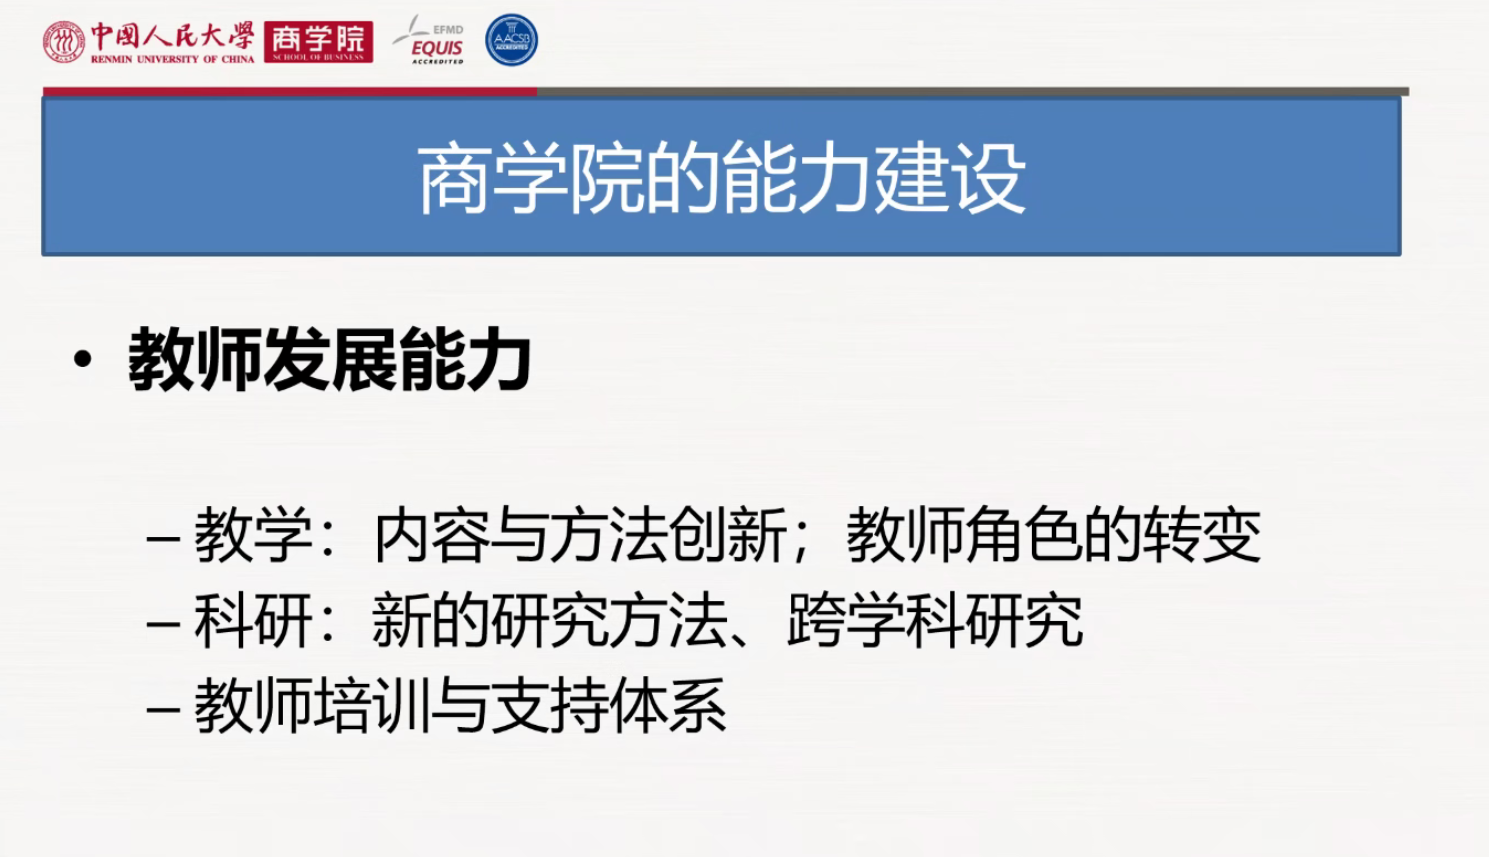 中國人民大學
RENMIN UNIVERSITY OF CHINA
商学院
SCHOOL OF BUSINESS
EFMD
EQUIS
ACCREDITED
AACSB
ACCREDITED
商学院的能力建设
• 教师发展能力
– 教学：内容与方法创新；教师角色的转变
– 科研：新的研究方法、跨学科研究
– 教师培训与支持体系